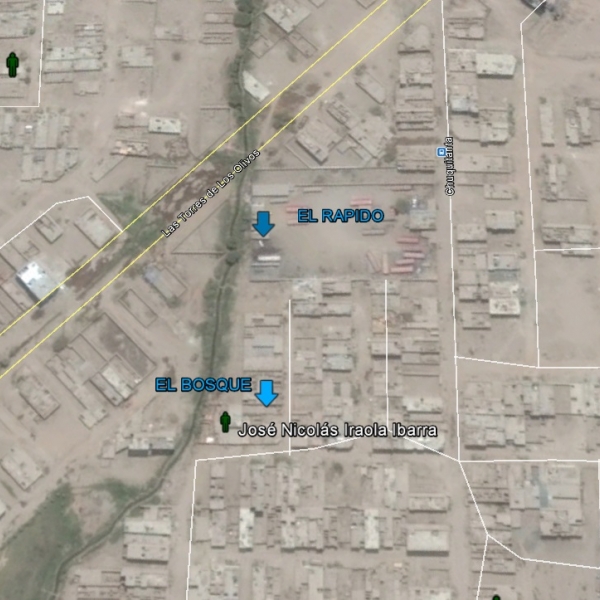 Chuquitanta
Las Torres de Los Olivos
EL RAPIDO
EL BOSQUE
José Nicolás Iraola Ibarra